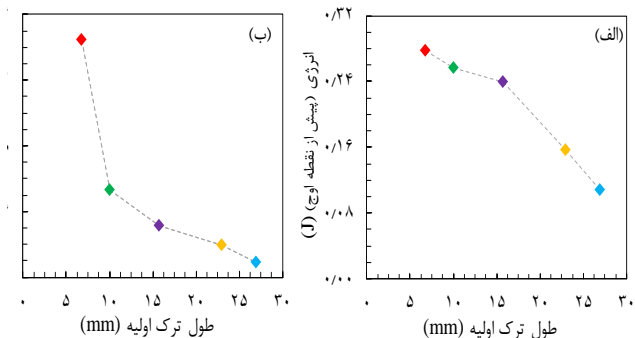 (الف)
انرژی (پیش از نقطه اوج) (J)
۰٫۳۲
۰٫۲۴
۰٫۱۶
۰٫۰۸
۰٫۰۰
۰ ۵ ۱۰ ۱۵ ۲۰ ۲۵ ۳۰
طول ترک اولیه (mm)
(ب)
۰ ۵ ۱۰ ۱۵ ۲۰ ۲۵ ۳۰
طول ترک اولیه (mm)